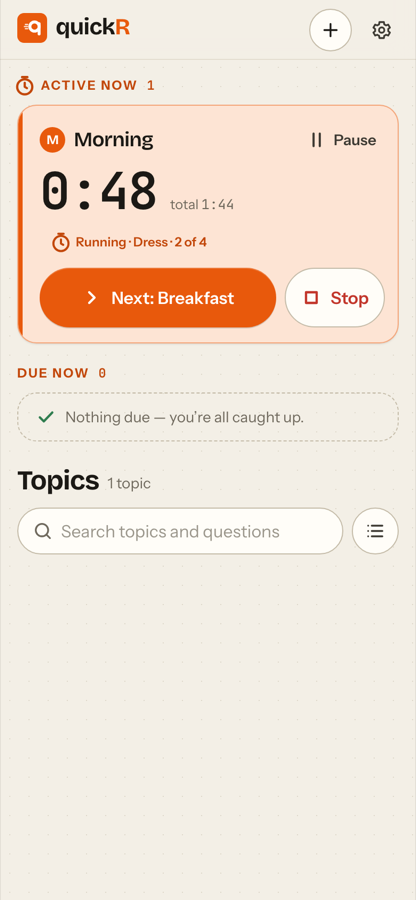 quickR
ACTIVE NOW 1
M Morning
Pause
0:48 total 1:44
Running·Dress·2 of 4
Next: Breakfast
Stop
DUE NOW 0
Nothing due — you’re all caught up.
Topics 1 topic
Search topics and questions